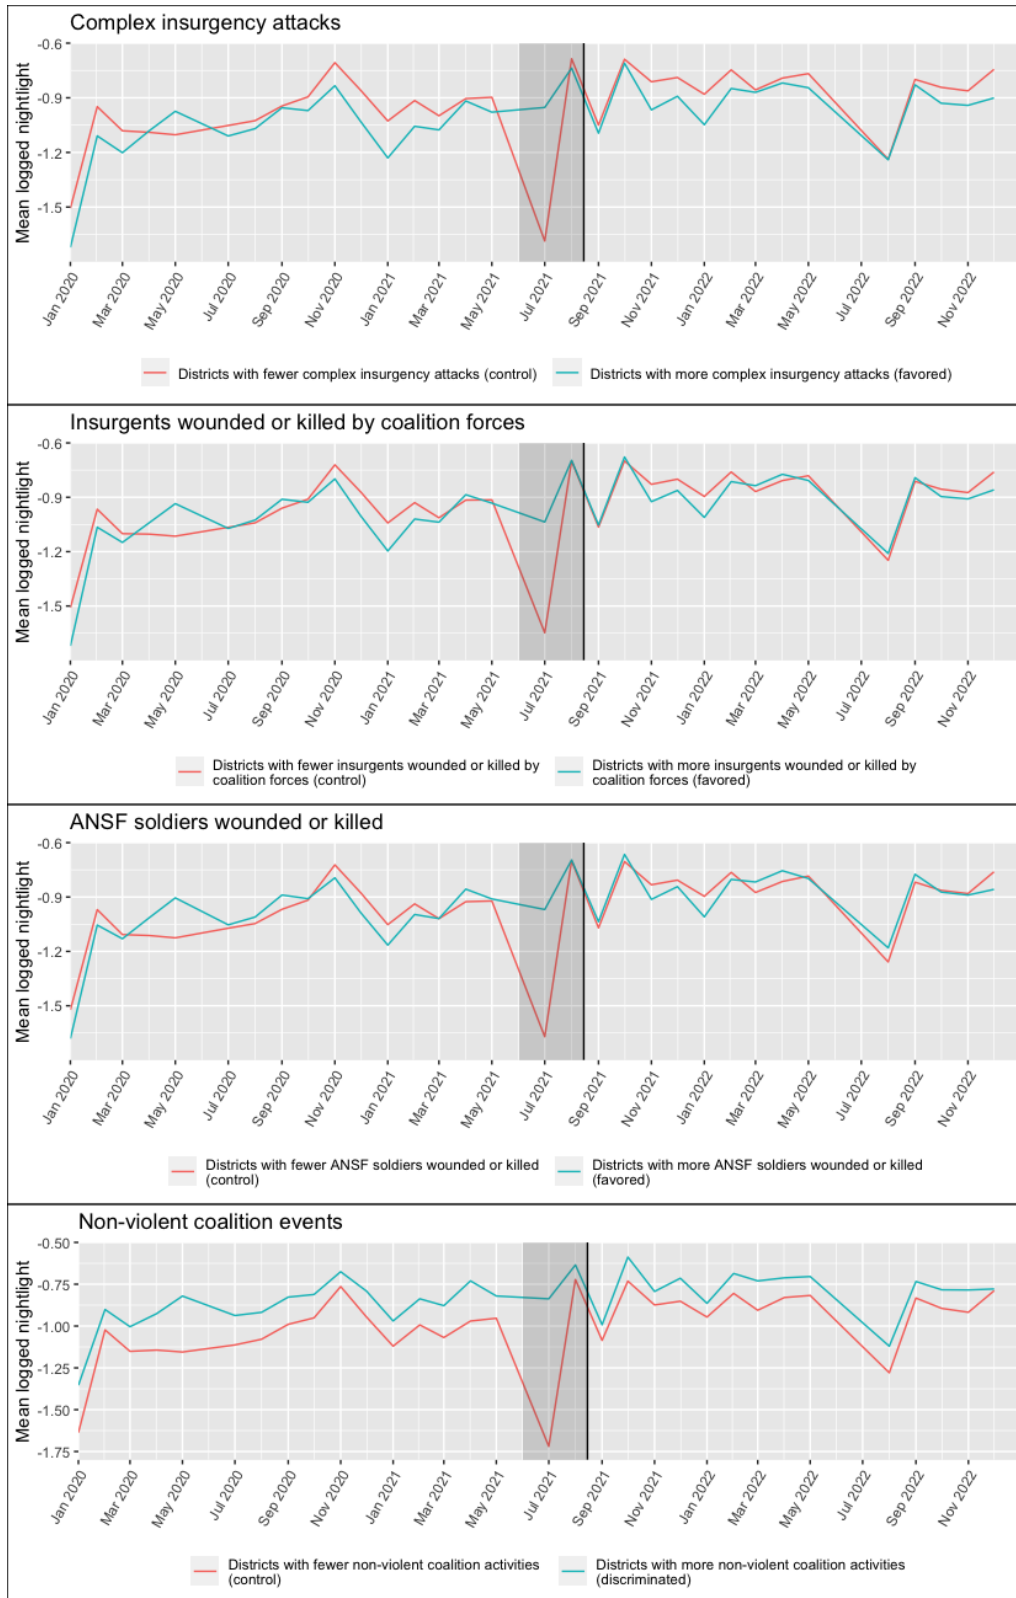 Complex insurgency attacks
Mean logged nightlight
-0.6
-0.9
-1.2
-1.5
Jan 2020
Mar 2020
May 2020
Jul 2020
Sep 2020
Nov 2020
Jan 2021
Mar 2021
May 2021
Jul 2021
Sep 2021
Nov 2021
Jan 2022
Mar 2022
May 2022
Jul 2022
Sep 2022
Nov 2022
Districts with fewer complex insurgency attacks (control)
Districts with more complex insurgency attacks (favored)
Insurgents wounded or killed by coalition forces
Mean logged nightlight
-0.6
-0.9
-1.2
-1.5
Jan 2020
Mar 2020
May 2020
Jul 2020
Sep 2020
Nov 2020
Jan 2021
Mar 2021
May 2021
Jul 2021
Sep 2021
Nov 2021
Jan 2022
Mar 2022
May 2022
Jul 2022
Sep 2022
Nov 2022
Districts with fewer insurgents wounded or killed by
coalition forces (control)
Districts with more insurgents wounded or killed by
coalition forces (favored)
ANSF soldiers wounded or killed
Mean logged nightlight
-0.6
-0.9
-1.2
-1.5
Jan 2020
Mar 2020
May 2020
Jul 2020
Sep 2020
Nov 2020
Jan 2021
Mar 2021
May 2021
Jul 2021
Sep 2021
Nov 2021
Jan 2022
Mar 2022
May 2022
Jul 2022
Sep 2022
Nov 2022
Districts with fewer ANSF soldiers wounded or killed
(control)
Districts with more ANSF soldiers wounded or killed
(favored)
Non-violent coalition events
Mean logged nightlight
-0.50
-0.75
-1.00
-1.25
-1.50
-1.75
Jan 2020
Mar 2020
May 2020
Jul 2020
Sep 2020
Nov 2020
Jan 2021
Mar 2021
May 2021
Jul 2021
Sep 2021
Nov 2021
Jan 2022
Mar 2022
May 2022
Jul 2022
Sep 2022
Nov 2022
Districts with fewer non-violent coalition activities
(control)
Districts with more non-violent coalition activities
(discriminated)